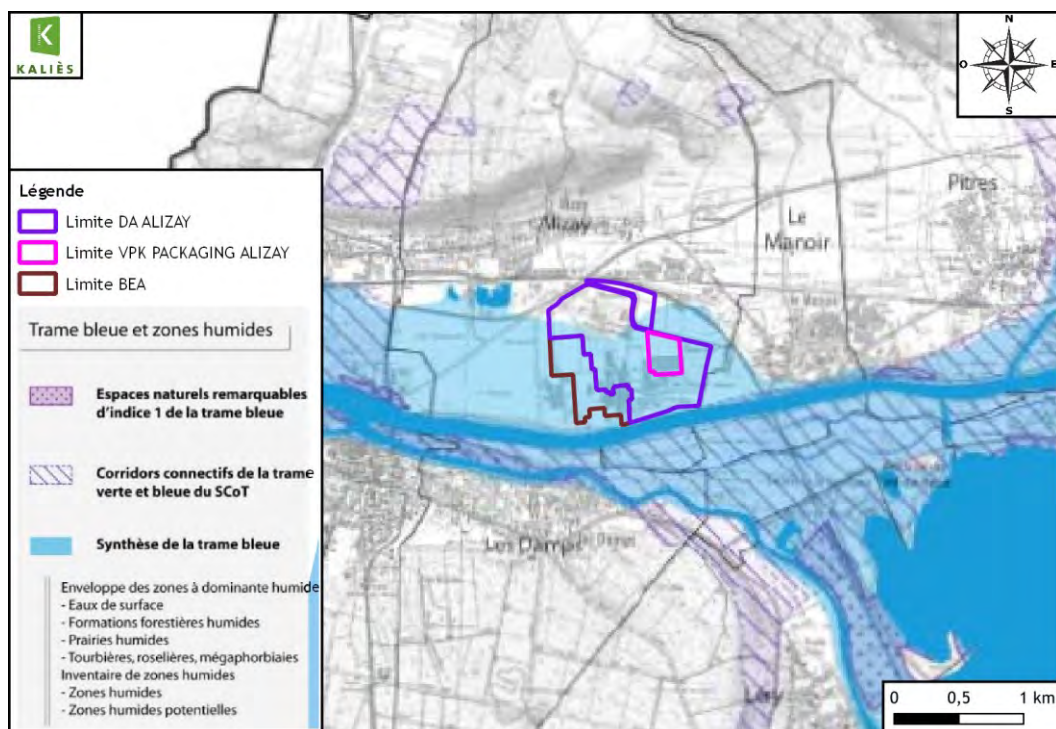 K
KALIÈS
N
O
E
S
Légende
Limite DA ALIZAY
Limite VPK PACKAGING ALIZAY
Limite BEA
Trame bleue et zones humides
Espaces naturels remarquables
d'indice 1 de la trame bleue
Corridors connectifs de la trame
verte et bleue du SCoT
Synthèse de la trame bleue
Enveloppe des zones à dominante humide
- Eaux de surface
- Formations forestières humides
- Prairies humides
- Tourbières, roselières, mégaphorbiaies
Inventaire de zones humides
- Zones humides
- Zones humides potentielles
Alizay
Le
Manoir
Pitres
Les Damps
Léry
0 0,5 1 km